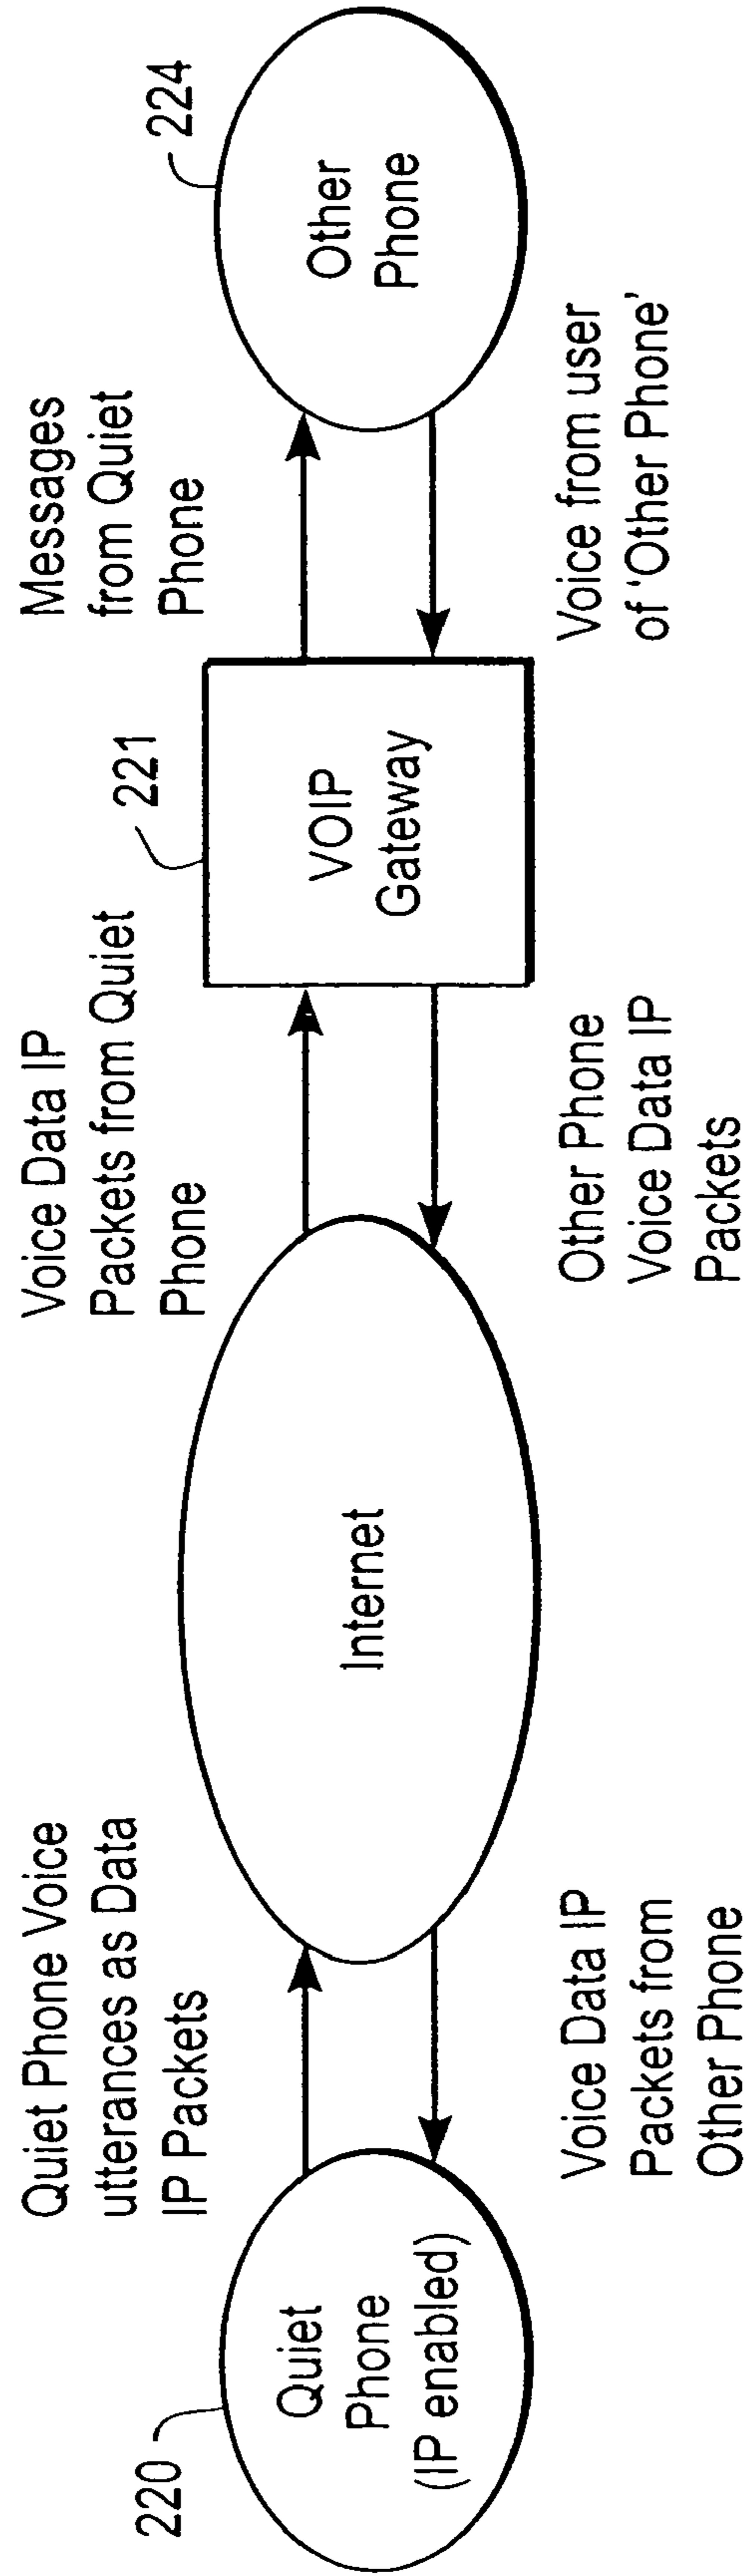 Quiet Phone Voice
utterances as Data
IP Packets
Voice Data IP
Packets from Quiet
Phone
Messages
from Quiet
Phone
220
Quiet
Phone
(IP enabled)
Internet
221
VOIP
Gateway
224
Other
Phone
Voice Data IP
Packets from
Other Phone
Other Phone
Voice Data IP
Packets
Voice from user
of ‘Other Phone’